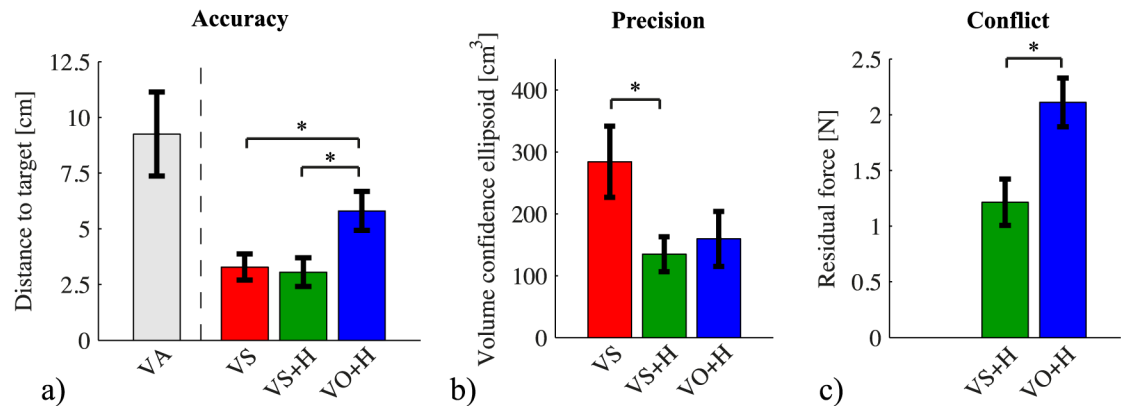 Accuracy
Distance to target [cm]
12.5
10
7.5
5
2.5
0
*
*
VA
VS
VS+H
VO+H
a)
Precision
Volume confidence ellipsoid [cm³]
400
300
200
100
0
*
VS
VS+H
VO+H
b)
Conflict
Residual force [N]
2.5
2
1.5
1
0.5
0
*
VS+H
VO+H
c)